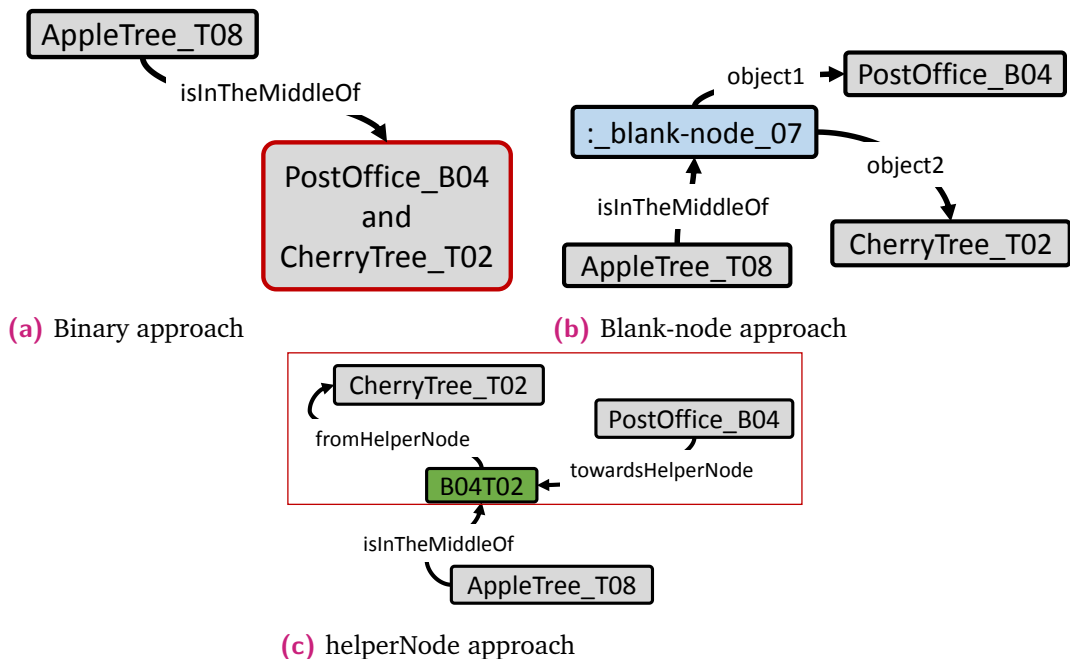 AppleTree_T08
isInTheMiddleOf
PostOffice_B04
and
CherryTree_T02
(a) Binary approach
object1
PostOffice_B04
:_blank-node_07
object2
isInTheMiddleOf
CherryTree_T02
AppleTree_T08
(b) Blank-node approach
CherryTree_T02
PostOffice_B04
fromHelperNode
towardsHelperNode
B04T02
isInTheMiddleOf
AppleTree_T08
(c) helperNode approach